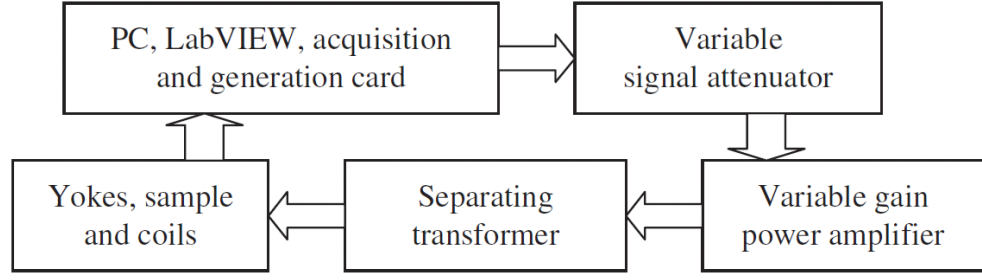 PC, LabVIEW, acquisition
and generation card
Variable
signal attenuator
Yokes, sample
and coils
Separating
transformer
Variable gain
power amplifier